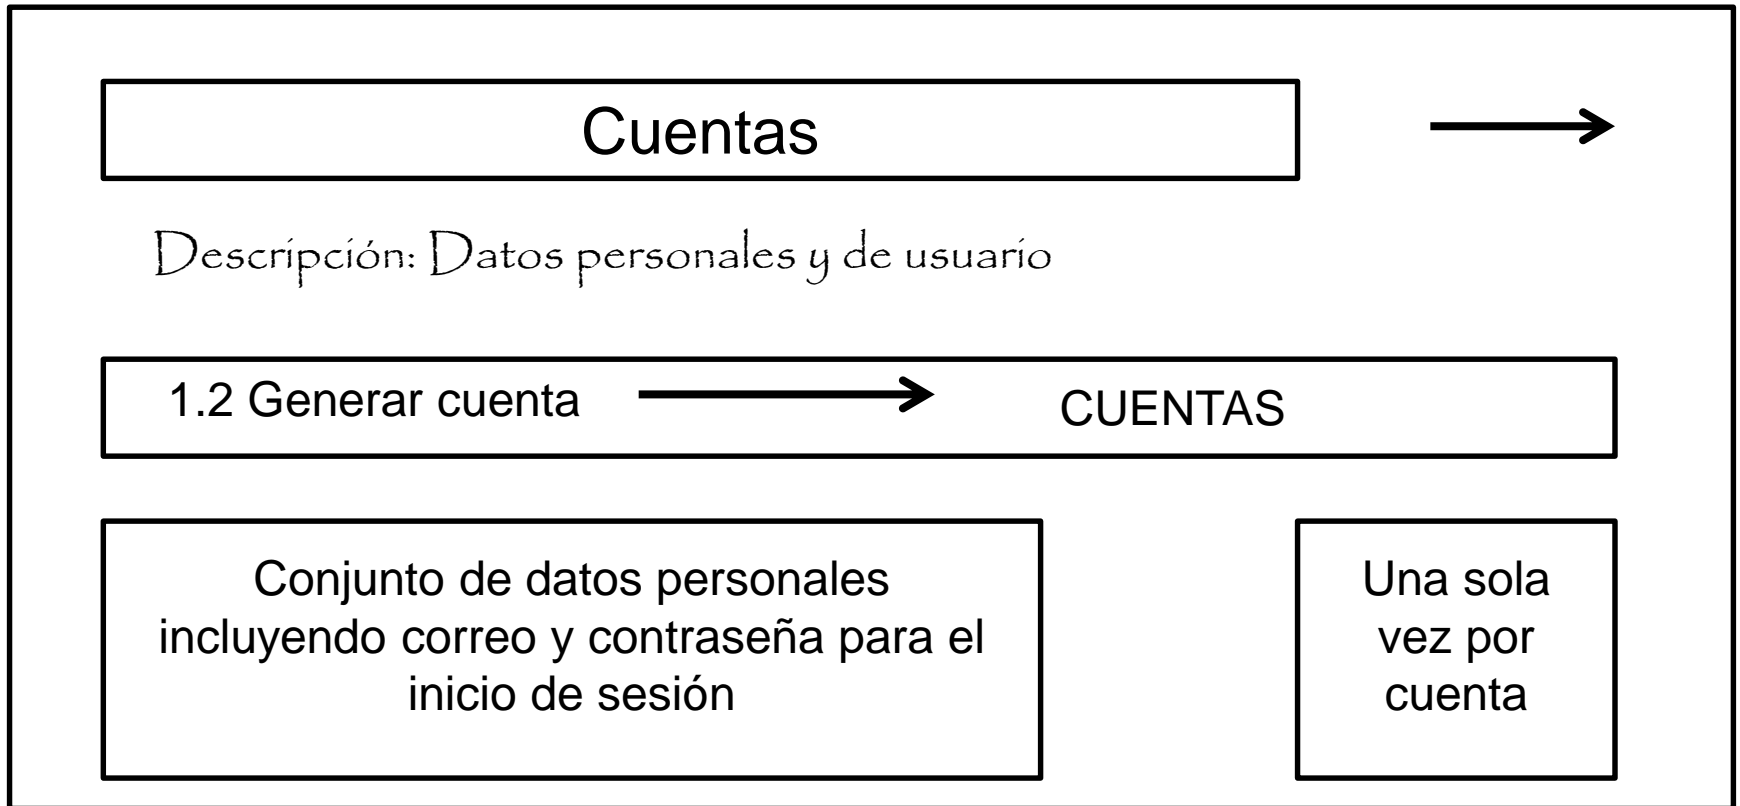 Cuentas
Descripción: Datos personales y de usuario
1.2 Generar cuenta CUENTAS
Conjunto de datos personales
incluyendo correo y contraseña para el
inicio de sesión
Una sola
vez por
cuenta